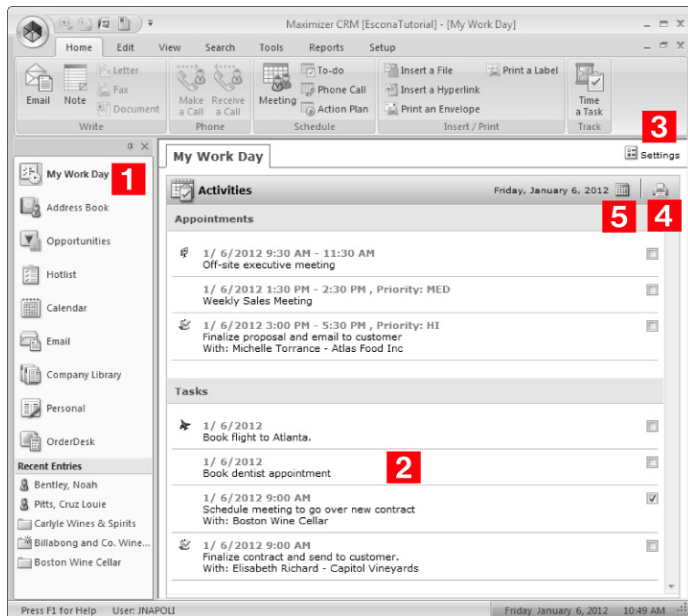 Maximizer CRM [EsconaTutorial] - [My Work Day]
Home Edit View Search Tools Reports Setup
Email
Note
Letter
Fax
Document
Write
Make a Call
Receive a Call
Phone
Meeting
To-do
Phone Call
Action Plan
Schedule
Insert a File
Insert a Hyperlink
Print an Envelope
Print a Label
Insert / Print
Time a Task
Track
My Work Day
1
Address Book
Opportunities
Hotlist
Calendar
Email
Company Library
Personal
OrderDesk
Recent Entries
Bentley, Noah
Pitts, Cruz Louie
Carlyle Wines & Spirits
Billabong and Co. Wine...
Boston Wine Cellar
My Work Day
3
Settings
Activities
Friday, January 6, 2012
5
4
Appointments
1/ 6/2012 9:30 AM - 11:30 AM
Off-site executive meeting
1/ 6/2012 1:30 PM - 2:30 PM , Priority: MED
Weekly Sales Meeting
1/ 6/2012 3:00 PM - 5:30 PM , Priority: HI
Finalize proposal and email to customer
With: Michelle Torrance - Atlas Food Inc
Tasks
1/ 6/2012
Book flight to Atlanta.
1/ 6/2012
Book dentist appointment
2
1/ 6/2012 9:00 AM
Schedule meeting to go over new contract
With: Boston Wine Cellar
1/ 6/2012 9:00 AM
Finalize contract and send to customer.
With: Elisabeth Richard - Capitol Vineyards
Press F1 for Help User: JNAPOLI
Friday, January 6, 2012 10:49 AM